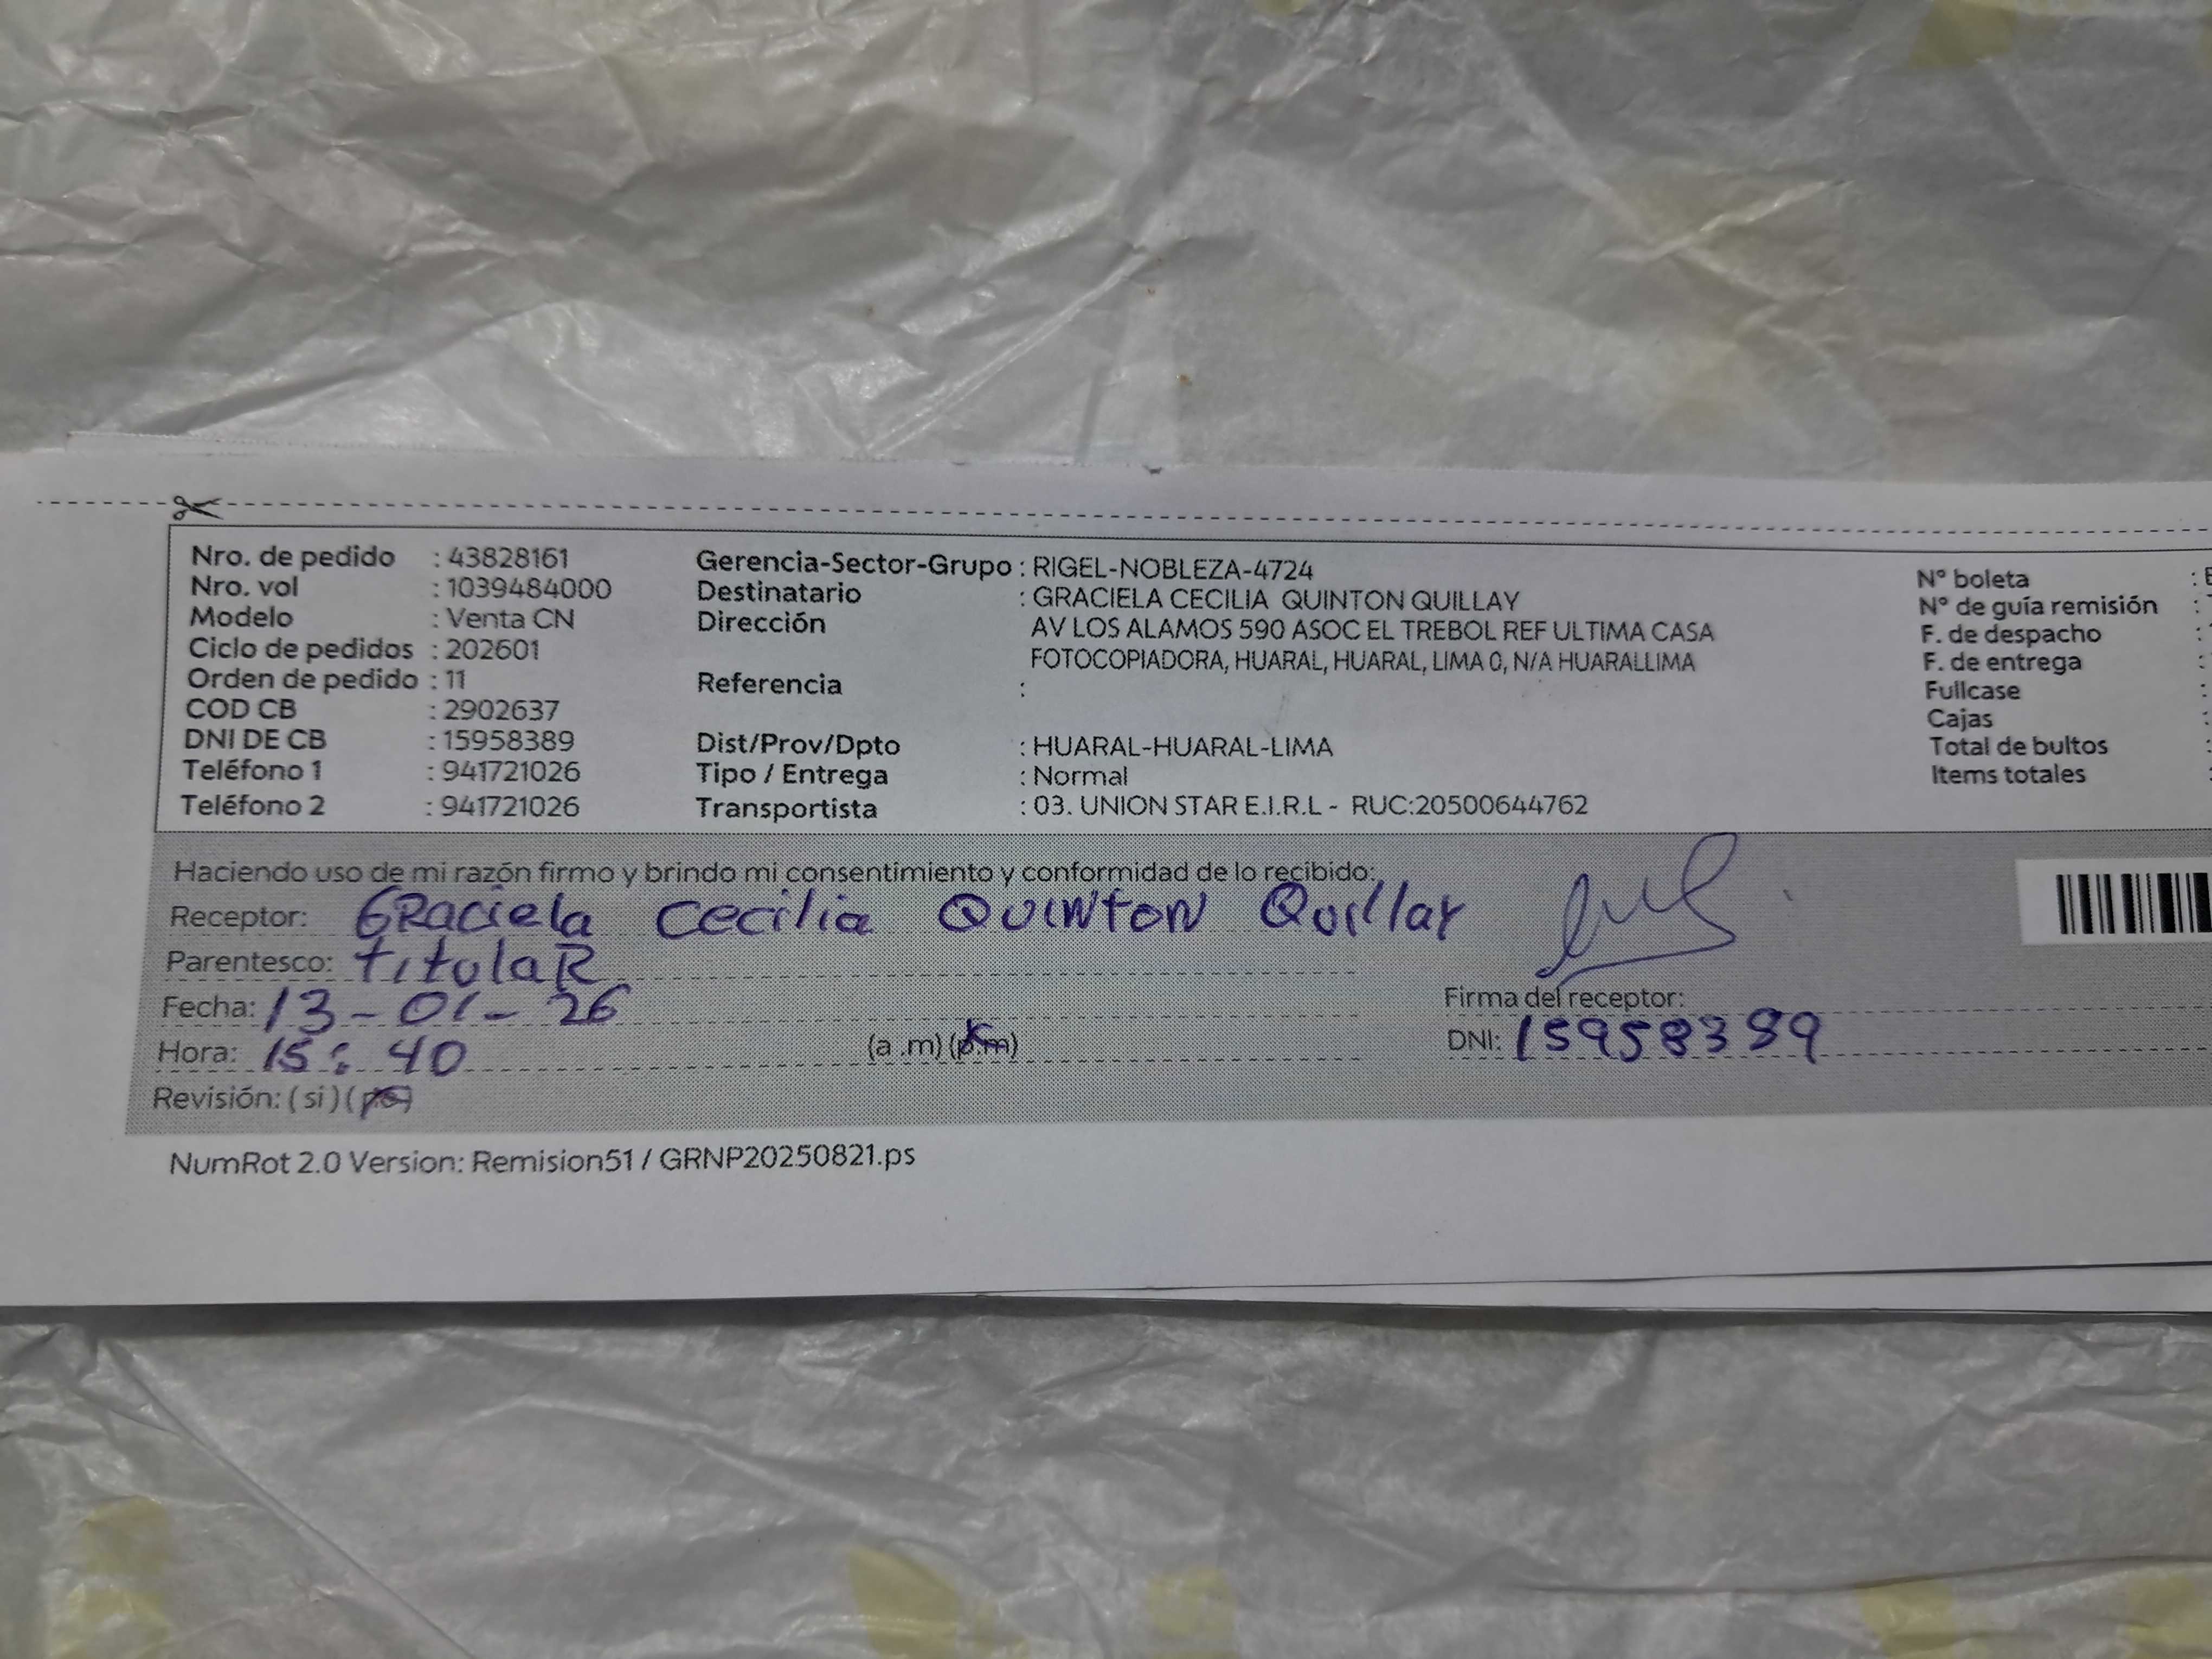 Nro. de pedido : 43828161
Nro. vol : 1039484000
Modelo : Venta CN
Ciclo de pedidos : 202601
Orden de pedido : 11
COD CB : 2902637
DNI DE CB : 15958389
Teléfono 1 : 941721026
Teléfono 2 : 941721026
Gerencia-Sector-Grupo : RIGEL-NOBLEZA-4724
Destinatario : GRACIELA CECILIA QUINTON QUILLAY
Dirección AV LOS ALAMOS 590 ASOC EL TREBOL REF ULTIMA CASA
FOTOCOPIADORA, HUARAL, HUARAL, LIMA 0, N/A HUARALLIMA
Referencia :
Dist/Prov/Dpto : HUARAL-HUARAL-LIMA
Tipo / Entrega : Normal
Transportista : 03. UNION STAR E.I.R.L - RUC:20500644762
N° boleta :
N° de guía remisión :
F. de despacho :
F. de entrega :
Fullcase :
Cajas :
Total de bultos :
Items totales :
Haciendo uso de mi razón firmo y brindo mi consentimiento y conformidad de lo recibido:
Receptor: GRaciela Cecilia QUINTON Quillay
Parentesco: titulaR
Fecha: 13-01-26
Firma del receptor:
Hora: 15:40 (a .m) (p.m)
DNI: 15958389
Revisión: ( si ) ( no )
NumRot 2.0 Version: Remision51 / GRNP20250821.ps